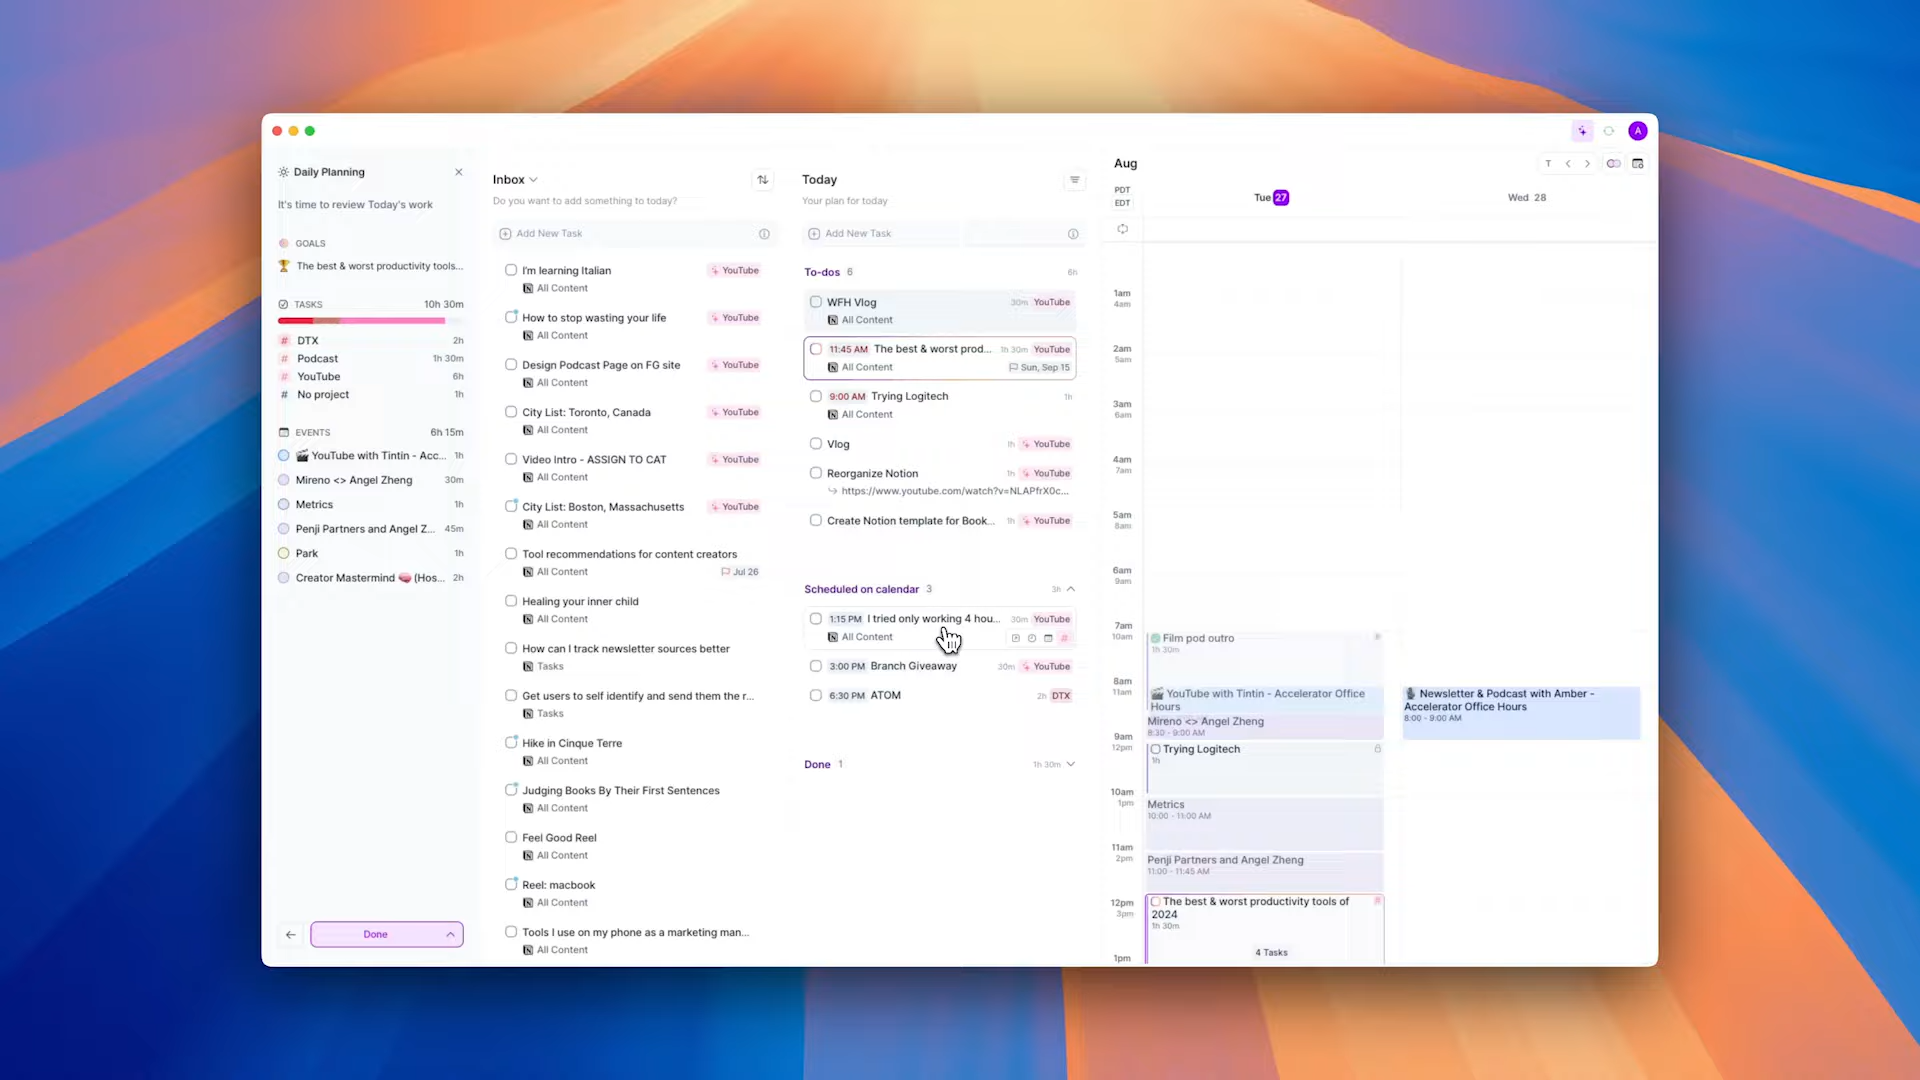 A
Daily Planning
It's time to review Today's work
GOALS
The best & worst productivity tools...
TASKS 10h 30m
# DTX 2h
# Podcast 1h 30m
# YouTube 6h
# No project 1h
EVENTS 6h 15m
YouTube with Tintin - Acc... 1h
Mireno <> Angel Zheng 30m
Metrics 1h
Penji Partners and Angel Z... 45m
Park 1h
Creator Mastermind (Hos... 2h
Done
Inbox
Do you want to add something to today?
Add New Task
I'm learning Italian YouTube
All Content
How to stop wasting your life YouTube
All Content
Design Podcast Page on FG site YouTube
All Content
City List: Toronto, Canada YouTube
All Content
Video Intro - ASSIGN TO CAT YouTube
All Content
City List: Boston, Massachusetts YouTube
All Content
Tool recommendations for content creators
All Content Jul 26
Healing your inner child
All Content
How can I track newsletter sources better
Tasks
Get users to self identify and send them the r...
Tasks
Hike in Cinque Terre
All Content
Judging Books By Their First Sentences
All Content
Feel Good Reel
All Content
Reel: macbook
All Content
Tools I use on my phone as a marketing man...
All Content
Today
Your plan for today
Add New Task
To-dos 6 6h
WFH Vlog 30m YouTube
All Content
11:45 AM The best & worst prod... 1h 30m YouTube
All Content Sun, Sep 15
9:00 AM Trying Logitech 1h
All Content
Vlog 1h YouTube
Reorganize Notion 1h YouTube
https://www.youtube.com/watch?v=NLAPfrX0c...
Create Notion template for Book... 1h YouTube
Scheduled on calendar 3 3h
1:15 PM I tried only working 4 hou... 30m YouTube
All Content #
3:00 PM Branch Giveaway 30m YouTube
6:30 PM ATOM 2h DTX
Done 1 1h 30m
Aug T
PDT
EDT
Tue 27 Wed 28
1am
4am
2am
5am
3am
6am
4am
7am
5am
8am
6am
9am
7am
10am
8am
11am
9am
12pm
10am
1pm
11am
2pm
12pm
3pm
1pm
Film pod outro
1h 30m
YouTube with Tintin - Accelerator Office
Hours
Mireno <> Angel Zheng
8:30 - 9:00 AM
Trying Logitech
1h
Metrics
10:00 - 11:00 AM
Penji Partners and Angel Zheng
11:00 - 11:45 AM
The best & worst productivity tools of
2024
1h 30m
4 Tasks
Newsletter & Podcast with Amber -
Accelerator Office Hours
8:00 - 9:00 AM